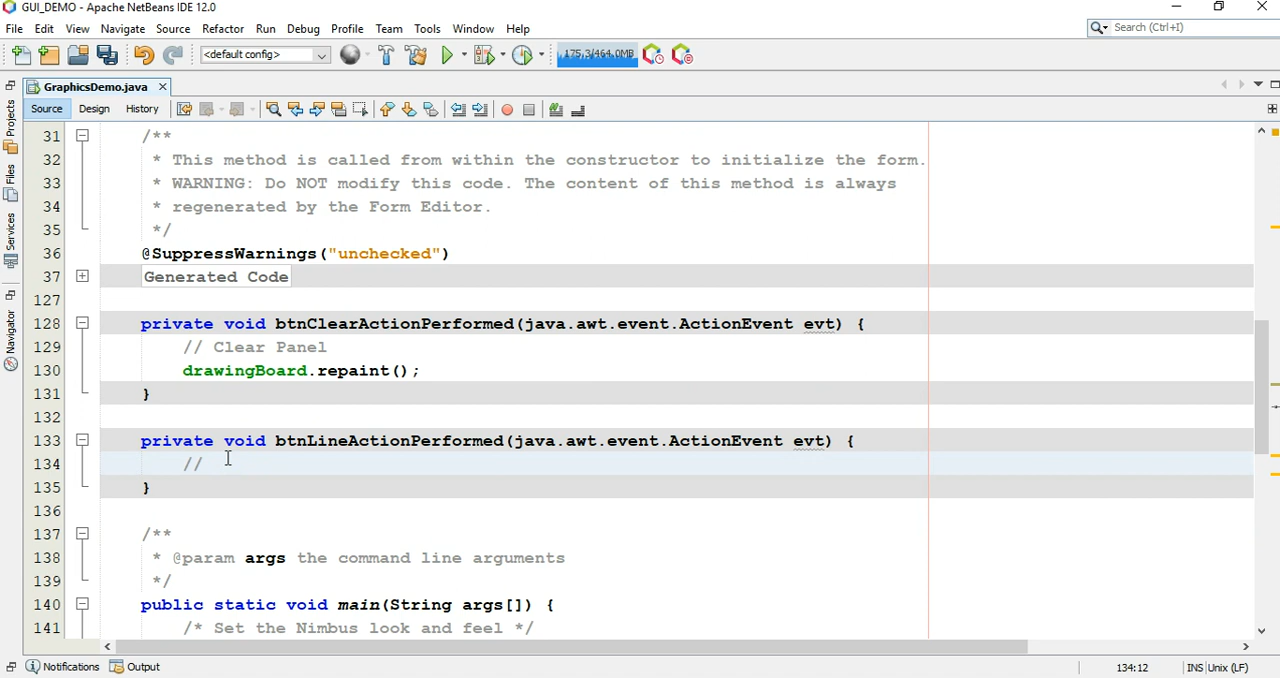 GUI_DEMO - Apache NetBeans IDE 12.0
File Edit View Navigate Source Refactor Run Debug Profile Team Tools Window Help
Search (Ctrl+I)
<default config>
175,3/464,0MB
GraphicsDemo.java
Source Design History
Projects
Files
Services
Navigator
31 /**
32 * This method is called from within the constructor to initialize the form.
33 * WARNING: Do NOT modify this code. The content of this method is always
34 * regenerated by the Form Editor.
35 */
36 @SuppressWarnings("unchecked")
37 Generated Code
127
128 private void btnClearActionPerformed(java.awt.event.ActionEvent evt) {
129 // Clear Panel
130 drawingBoard.repaint();
131 }
132
133 private void btnLineActionPerformed(java.awt.event.ActionEvent evt) {
134 //
135 }
136
137 /**
138 * @param args the command line arguments
139 */
140 public static void main(String args[]) {
141 /* Set the Nimbus look and feel */
Notifications Output
134:12 INS Unix (LF)